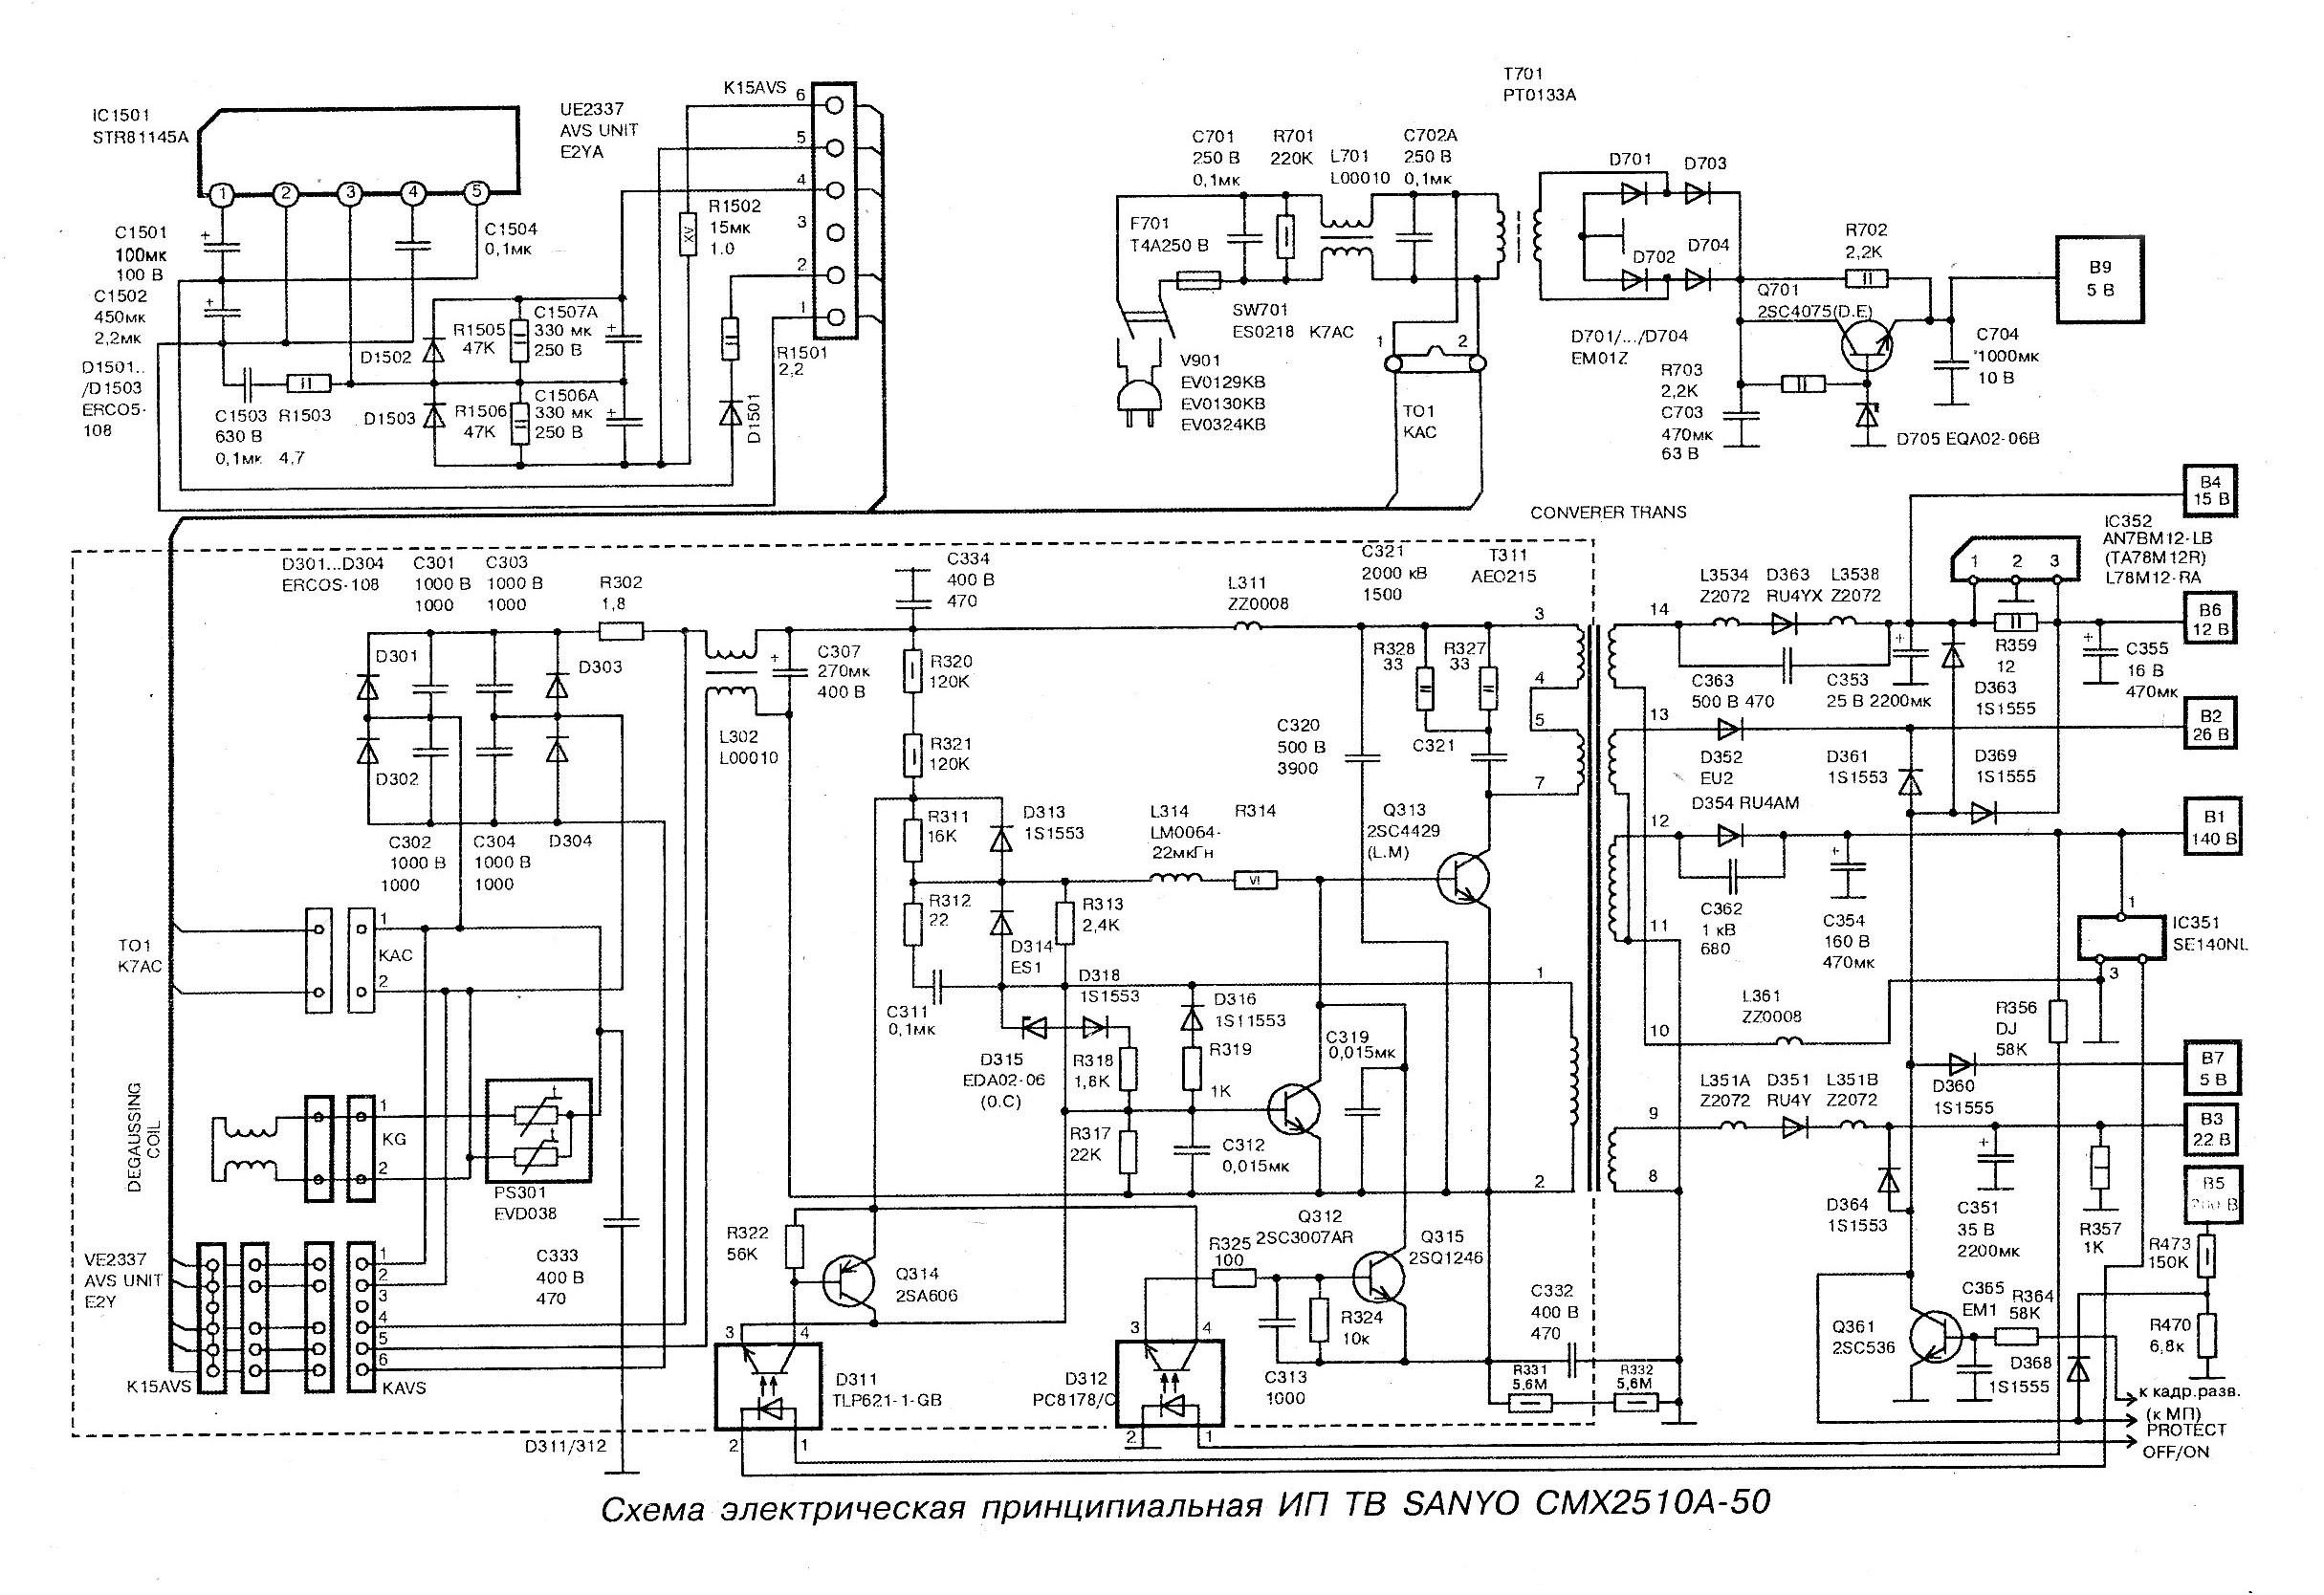 IC1501
STR81145A
1 2 3 4 5
UE2337
AVS UNIT
E2YA
K15AVS
6
5
4
3
2
1
C1501
100мк
100 В
C1502
450мк
2,2мк
D1501..
/D1503
ERCO5-
108
C1504
0,1мк
R1502
15мк
1.0
D1502
R1505
47K
C1507A
330 мк
250 В
D1503
R1506
47K
C1506A
330 мк
250 В
C1503 R1503
630 В
0,1мк 4,7
D1501
R1501
2,2
T701
PT0133A
C701
250 В
0,1мк
R701
220K
L701
L00010
C702A
250 В
0,1мк
F701
T4A250 В
SW701
ES0218
K7AC
V901
EV0129KB
EV0130KB
EV0324KB
1 2
TO1
KAC
D701
D703
D702
D704
D701/.../D704
EM01Z
R702
2,2K
Q701
2SC4075(D.E)
R703
2,2K
C703
470мк
63 В
C704
1000мк
10 В
D705 EQA02-06B
B9
5 В
CONVERER TRANS
B4
15 В
IC352
AN7BM12-LB
(TA78M12R)
L78M12-RA
1 2 3
D301...D304
ERCOS-108
C301
1000 В
1000
C303
1000 В
1000
R302
1,8
C334
400 В
470
L311
ZZ0008
C321
2000 кВ
1500
T311
AEO215
L3534
Z2072
D363
RU4YX
L3538
Z2072
B6
12 В
D301
D303
D302
D304
C302
1000 В
1000
C304
1000 В
1000
L302
L00010
C307
270мк
400 В
R320
120K
R321
120K
R328
33
R327
33
C320
500 В
3900
C321
3
4
5
7
1
2
14
13
12
11
10
9
8
C363
500 В 470
C353
25 В 2200мк
R359
12
D363
1S1555
C355
16 В
470мк
B2
26 В
D352
EU2
D361
1S1553
D369
1S1555
D354 RU4AM
B1
140 В
R311
16K
D313
1S1553
L314
LM0064-
22мкГн
R314
Q313
2SC4429
(L.M)
R312
22
R313
2,4K
D314
ES1
D318
1S1553
C311
0,1мк
D315
EDA02-06
(0.C)
R318
1,8K
D316
1S11553
R319
1K
C319
0,015мк
R317
22K
C312
0,015мк
C362
1 кВ
680
C354
160 В
470мк
1
IC351
SE140NL
3
L361
ZZ0008
R356
DJ
58K
B7
5 В
D360
1S1555
L351A
Z2072
D351
RU4Y
L351B
Z2072
B3
22 В
D364
1S1553
C351
35 В
2200мк
R357
1K
B5
R473
150K
TO1
K7AC
1
KAC
2
DEGAUSSING
COIL
1
KG
2
PS301
EVD038
VE2337
AVS UNIT
E2Y
K15AVS
1
2
3
4
5
6
KAVS
C333
400 В
470
D311/312
R322
56K
Q314
2SA606
3 4
D311
TLP621-1-GB
2 1
R325
100
Q312
2SC3007AR
Q315
2SQ1246
3 4
D312
PC8178/C
2 1
R324
10к
C313
1000
C332
400 В
470
R331
5,6M
R332
5,6M
Q361
2SC536
C365
EM1
R364
58K
D368
1S1555
R470
6,8к
к кадр.разв.
(к МП)
PROTECT
OFF/ON
Схема электрическая принципиальная ИП ТВ SANYO CMX2510A-50